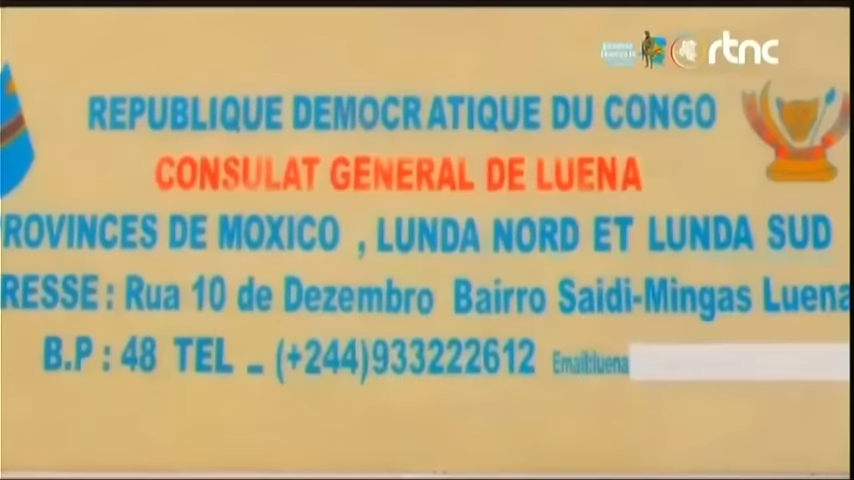 rtnc
REPUBLIQUE DEMOCRATIQUE DU CONGO
CONSULAT GENERAL DE LUENA
ROVINCES DE MOXICO , LUNDA NORD ET LUNDA SUD
RESSE : Rua 10 de Dezembro Bairro Saidi-Mingas Luena
B.P : 48 TEL _ (+244)933222612 Email:luena